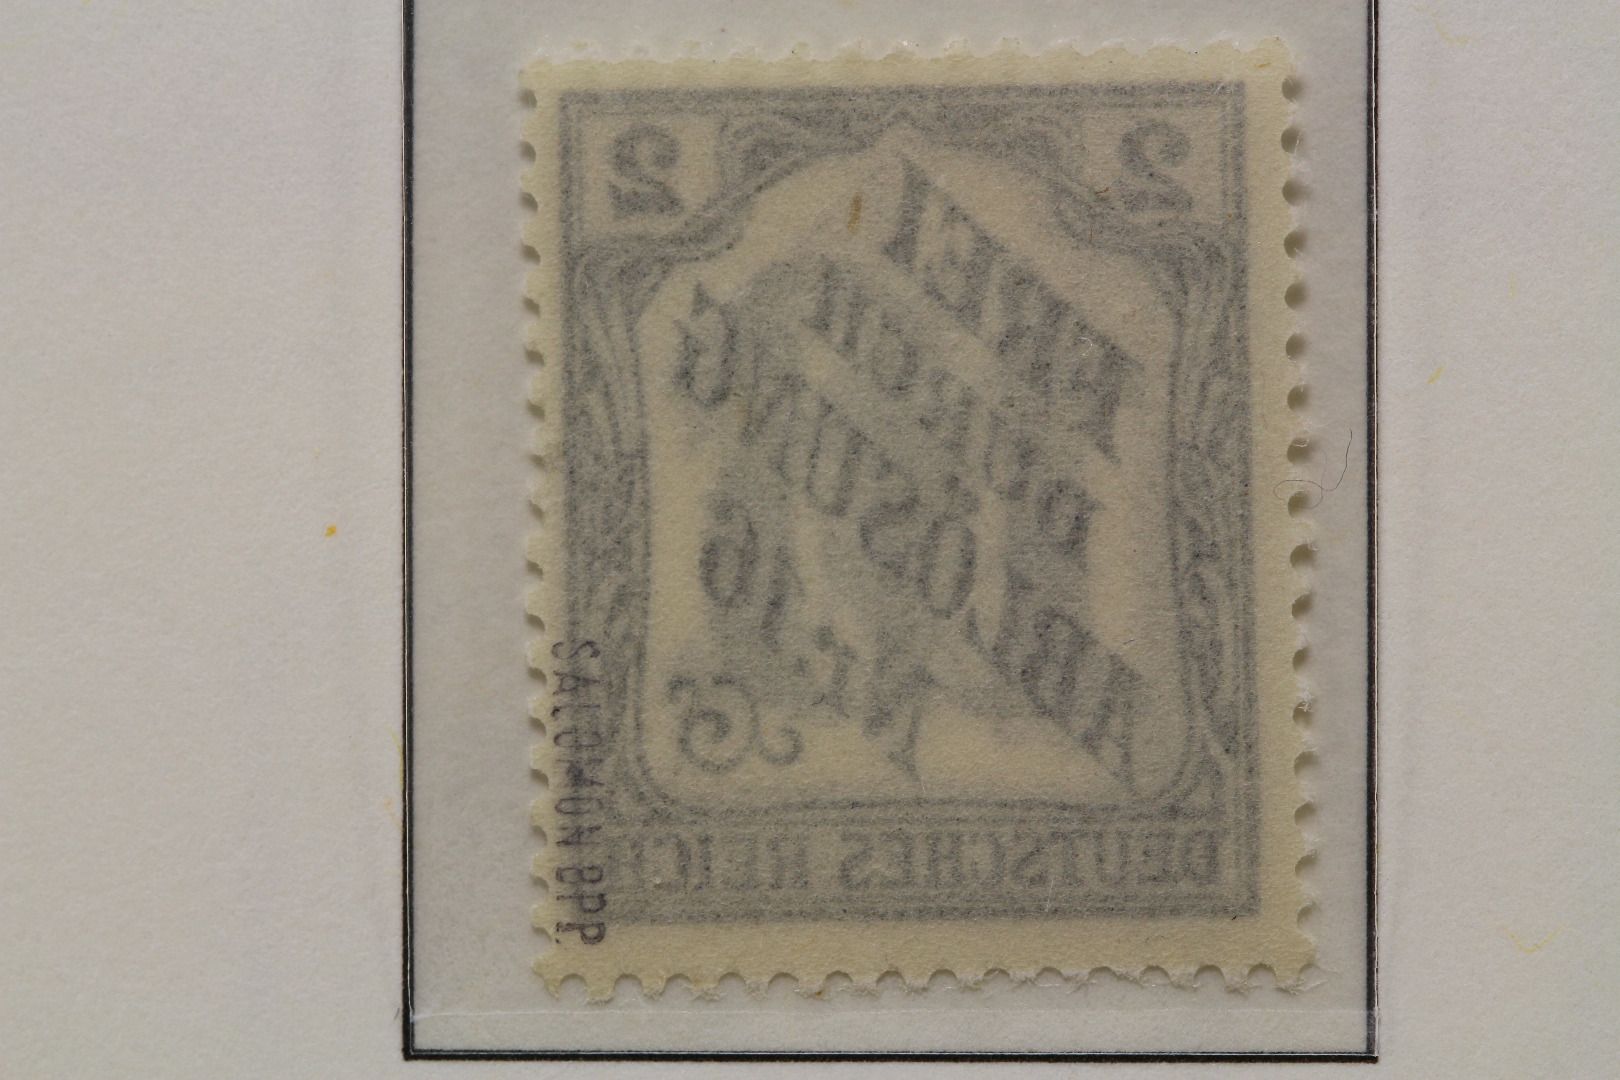 2 2
FREI
DURCH
ABLÖSUNG
Nr. 16
DEUTSCHES REICH
SALOMON BPP.